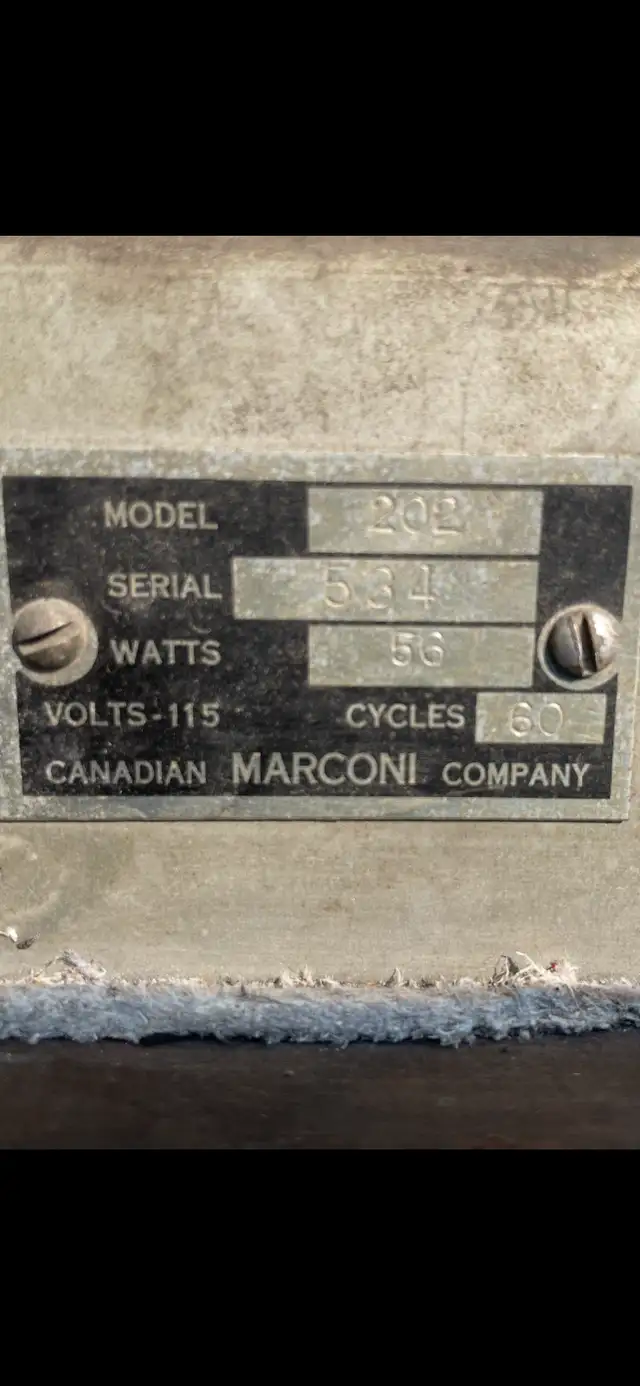 MODEL 202
SERIAL 534
WATTS 56
VOLTS-115 CYCLES 60
CANADIAN MARCONI COMPANY